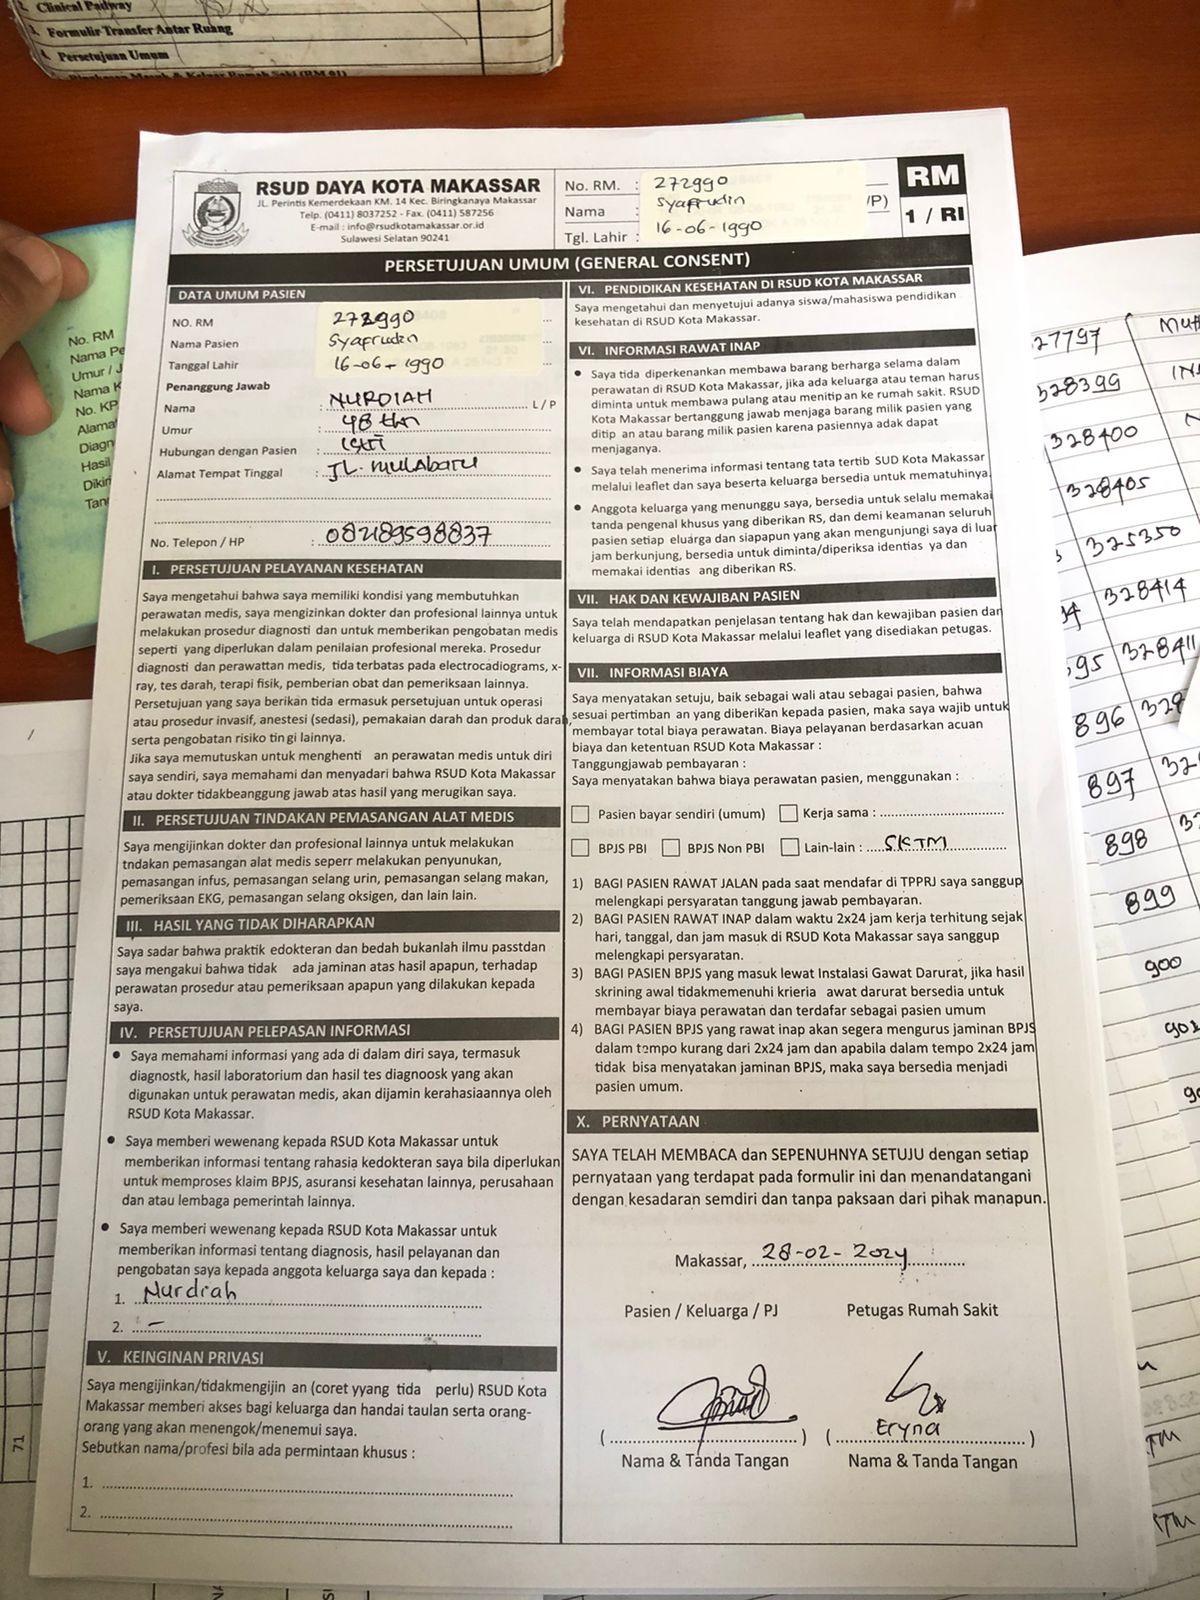 2. Clinical Padway
3. Formulir Transfer Antar Ruang
4. Persetujuan Umum
RSUD DAYA KOTA MAKASSAR
JL. Perintis Kemerdekaan KM. 14 Kec. Biringkanaya Makassar
Telp. (0411) 8037252 - Fax. (0411) 587256
E-mail : info@rsudkotamakassar.or.id
Sulawesi Selatan 90241
No. RM. : 272990
Nama : Syafrudin /P)
Tgl. Lahir : 16-06-1990
RM
1 / RI
PERSETUJUAN UMUM (GENERAL CONSENT)
DATA UMUM PASIEN
NO. RM 272990
Nama Pasien Syafrudin
Tanggal Lahir 16-06-1990
Penanggung Jawab
Nama : NURDIAH L / P
Umur : 48 thn
Hubungan dengan Pasien : istri
Alamat Tempat Tinggal : JL.
No. Telepon / HP : 082189598837
I. PERSETUJUAN PELAYANAN KESEHATAN
Saya mengetahui bahwa saya memiliki kondisi yang membutuhkan
perawatan medis, saya mengizinkan dokter dan profesional lainnya untuk
melakukan prosedur diagnosti dan untuk memberikan pengobatan medis
seperti yang diperlukan dalam penilaian profesional mereka. Prosedur
diagnosti dan perawattan medis, tida terbatas pada electrocadiograms, x-
ray, tes darah, terapi fisik, pemberian obat dan pemeriksaan lainnya.
Persetujuan yang saya berikan tida ermasuk persetujuan untuk operasi
atau prosedur invasif, anestesi (sedasi), pemakaian darah dan produk darah,
serta pengobatan risiko tin gi lainnya.
Jika saya memutuskan untuk menghenti an perawatan medis untuk diri
saya sendiri, saya memahami dan menyadari bahwa RSUD Kota Makassar
atau dokter tidakbeanggung jawab atas hasil yang merugikan saya.
II. PERSETUJUAN TINDAKAN PEMASANGAN ALAT MEDIS
Saya mengijinkan dokter dan profesional lainnya untuk melakukan
tndakan pemasangan alat medis seperr melakukan penyunukan,
pemasangan infus, pemasangan selang urin, pemasangan selang makan,
pemeriksaan EKG, pemasangan selang oksigen, dan lain lain.
III. HASIL YANG TIDAK DIHARAPKAN
Saya sadar bahwa praktik edokteran dan bedah bukanlah ilmu passtdan
saya mengakui bahwa tidak ada jaminan atas hasil apapun, terhadap
perawatan prosedur atau pemeriksaan apapun yang dilakukan kepada
saya.
IV. PERSETUJUAN PELEPASAN INFORMASI
• Saya memahami informasi yang ada di dalam diri saya, termasuk
diagnostk, hasil laboratorium dan hasil tes diagnoosk yang akan
digunakan untuk perawatan medis, akan dijamin kerahasiaannya oleh
RSUD Kota Makassar.
• Saya memberi wewenang kepada RSUD Kota Makassar untuk
memberikan informasi tentang rahasia kedokteran saya bila diperlukan
untuk memproses klaim BPJS, asuransi kesehatan lainnya, perusahaan
dan atau lembaga pemerintah lainnya.
• Saya memberi wewenang kepada RSUD Kota Makassar untuk
memberikan informasi tentang diagnosis, hasil pelayanan dan
pengobatan saya kepada anggota keluarga saya dan kepada :
1. Nurdiah
2. -
V. KEINGINAN PRIVASI
Saya mengijinkan/tidakmengijin an (coret yyang tida perlu) RSUD Kota
Makassar memberi akses bagi keluarga dan handai taulan serta orang-
orang yang akan menengok/menemui saya.
Sebutkan nama/profesi bila ada permintaan khusus :
1.
2.
VI. PENDIDIKAN KESEHATAN DI RSUD KOTA MAKASSAR
Saya mengetahui dan menyetujui adanya siswa/mahasiswa pendidikan
kesehatan di RSUD Kota Makassar.
VI. INFORMASI RAWAT INAP
• Saya tida diperkenankan membawa barang berharga selama dalam
perawatan di RSUD Kota Makassar, jika ada keluarga atau teman harus
diminta untuk membawa pulang atau menitip an ke rumah sakit. RSUD
Kota Makassar bertanggung jawab menjaga barang milik pasien yang
ditip an atau barang milik pasien karena pasiennya adak dapat
menjaganya.
• Saya telah menerima informasi tentang tata tertib SUD Kota Makassar
melalui leaflet dan saya beserta keluarga bersedia untuk mematuhinya.
• Anggota keluarga yang menunggu saya, bersedia untuk selalu memakai
tanda pengenal khusus yang diberikan RS, dan demi keamanan seluruh
pasien setiap eluárga dan siapapun yang akan mengunjungi saya di luar
jam berkunjung, bersedia untuk diminta/diperiksa identias ya dan
memakai identias ang diberikan RS.
VII. HAK DAN KEWAJIBAN PASIEN
Saya telah mendapatkan penjelasan tentang hak dan kewajiban pasien dan
keluarga di RSUD Kota Makassar melalui leaflet yang disediakan petugas.
VII. INFORMASI BIAYA
Saya menyatakan setuju, baik sebagai wali atau sebagai pasien, bahwa
sesuai pertimban an yang diberikan kepada pasien, maka saya wajib untuk
membayar total biaya perawatan. Biaya pelayanan berdasarkan acuan
biaya dan ketentuan RSUD Kota Makassar :
Tanggungjawab pembayaran :
Saya menyatakan bahwa biaya perawatan pasien, menggunakan :
Pasien bayar sendiri (umum) Kerja sama :
BPJS PBI BPJS Non PBI Lain-lain : SKTM
1) BAGI PASIEN RAWAT JALAN pada saat mendafar di TPPRJ saya sanggup
melengkapi persyaratan tanggung jawab pembayaran.
2) BAGI PASIEN RAWAT INAP dalam waktu 2x24 jam kerja terhitung sejak
hari, tanggal, dan jam masuk di RSUD Kota Makassar saya sanggup
melengkapi persyaratan.
3) BAGI PASIEN BPJS yang masuk lewat Instalasi Gawat Darurat, jika hasil
skrining awal tidakmemenuhi krieria awat darurat bersedia untuk
membayar biaya perawatan dan terdafar sebagai pasien umum
4) BAGI PASIEN BPJS yang rawat inap akan segera mengurus jaminan BPJS
dalam tempo kurang dari 2x24 jam dan apabila dalam tempo 2x24 jam
tidak bisa menyatakan jaminan BPJS, maka saya bersedia menjadi
pasien umum.
X. PERNYATAAN
SAYA TELAH MEMBACA dan SEPENUHNYA SETUJU dengan setiap
pernyataan yang terdapat pada formulir ini dan menandatangani
dengan kesadaran semdiri dan tanpa paksaan dari pihak manapun.
Makassar, 28-02-2024
Pasien / Keluarga / PJ Petugas Rumah Sakit
Eryna
Nama & Tanda Tangan Nama & Tanda Tangan
No. RM
Nama Pe
Umur / J
Nama K
No. KP
Alamat
Diagn
Hasil
Dikiri
Tan
71
27797
328399
328400
328405
325350
328414
95 328411
896
897
898
899
900